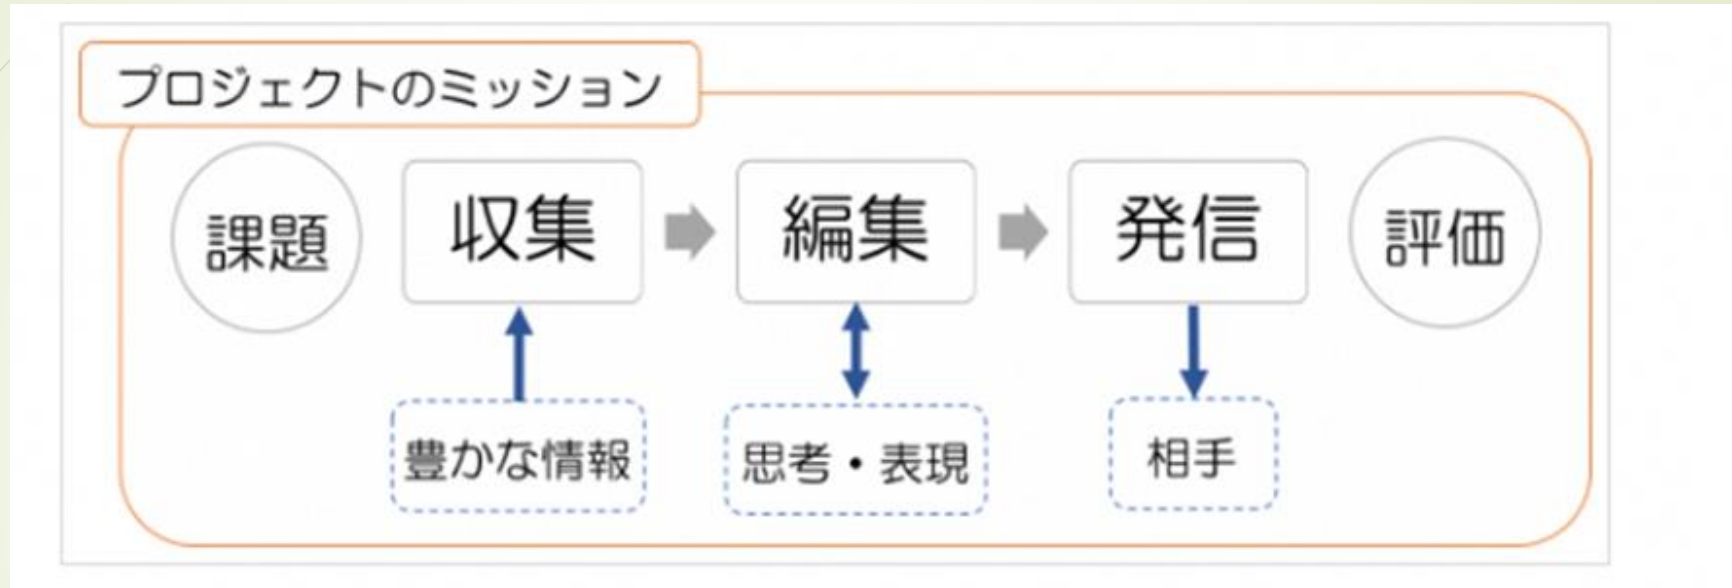 プロジェクトのミッション
課題
収集
編集
発信
評価
豊かな情報
思考・表現
相手